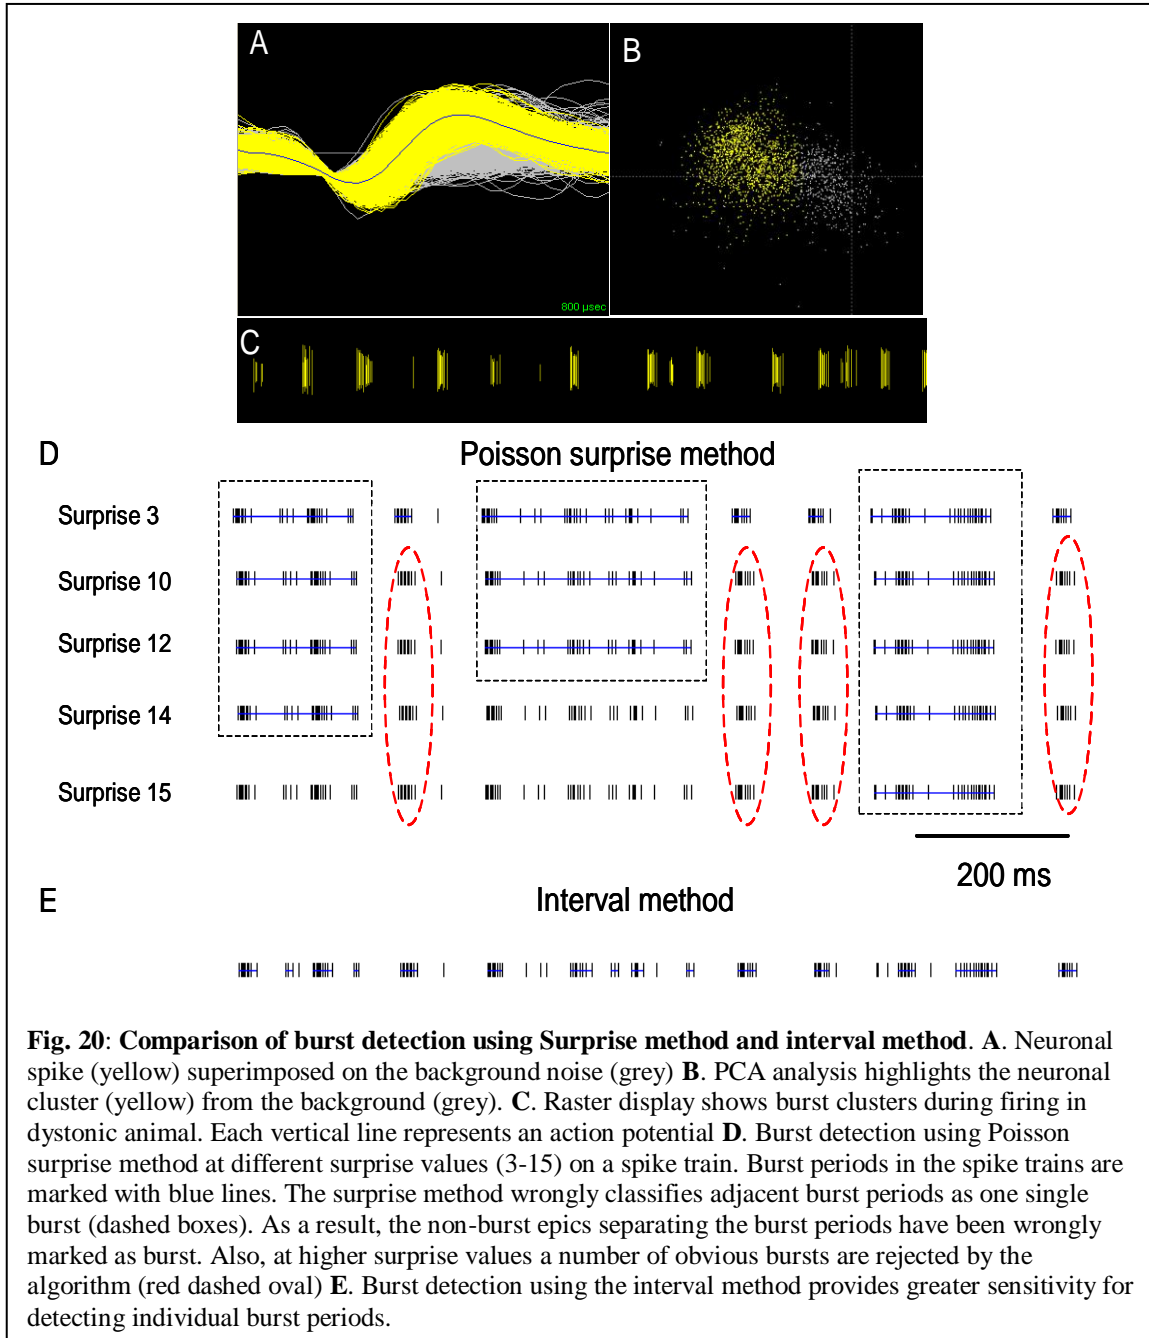 A
B
800 µsec
C
D
Poisson surprise method
Surprise 3
Surprise 10
Surprise 12
Surprise 14
Surprise 15
200 ms
E
Interval method
Fig. 20: Comparison of burst detection using Surprise method and interval method. A. Neuronal
spike (yellow) superimposed on the background noise (grey) B. PCA analysis highlights the neuronal
cluster (yellow) from the background (grey). C. Raster display shows burst clusters during firing in
dystonic animal. Each vertical line represents an action potential D. Burst detection using Poisson
surprise method at different surprise values (3-15) on a spike train. Burst periods in the spike trains are
marked with blue lines. The surprise method wrongly classifies adjacent burst periods as one single
burst (dashed boxes). As a result, the non-burst epics separating the burst periods have been wrongly
marked as burst. Also, at higher surprise values a number of obvious bursts are rejected by the
algorithm (red dashed oval) E. Burst detection using the interval method provides greater sensitivity for
detecting individual burst periods.